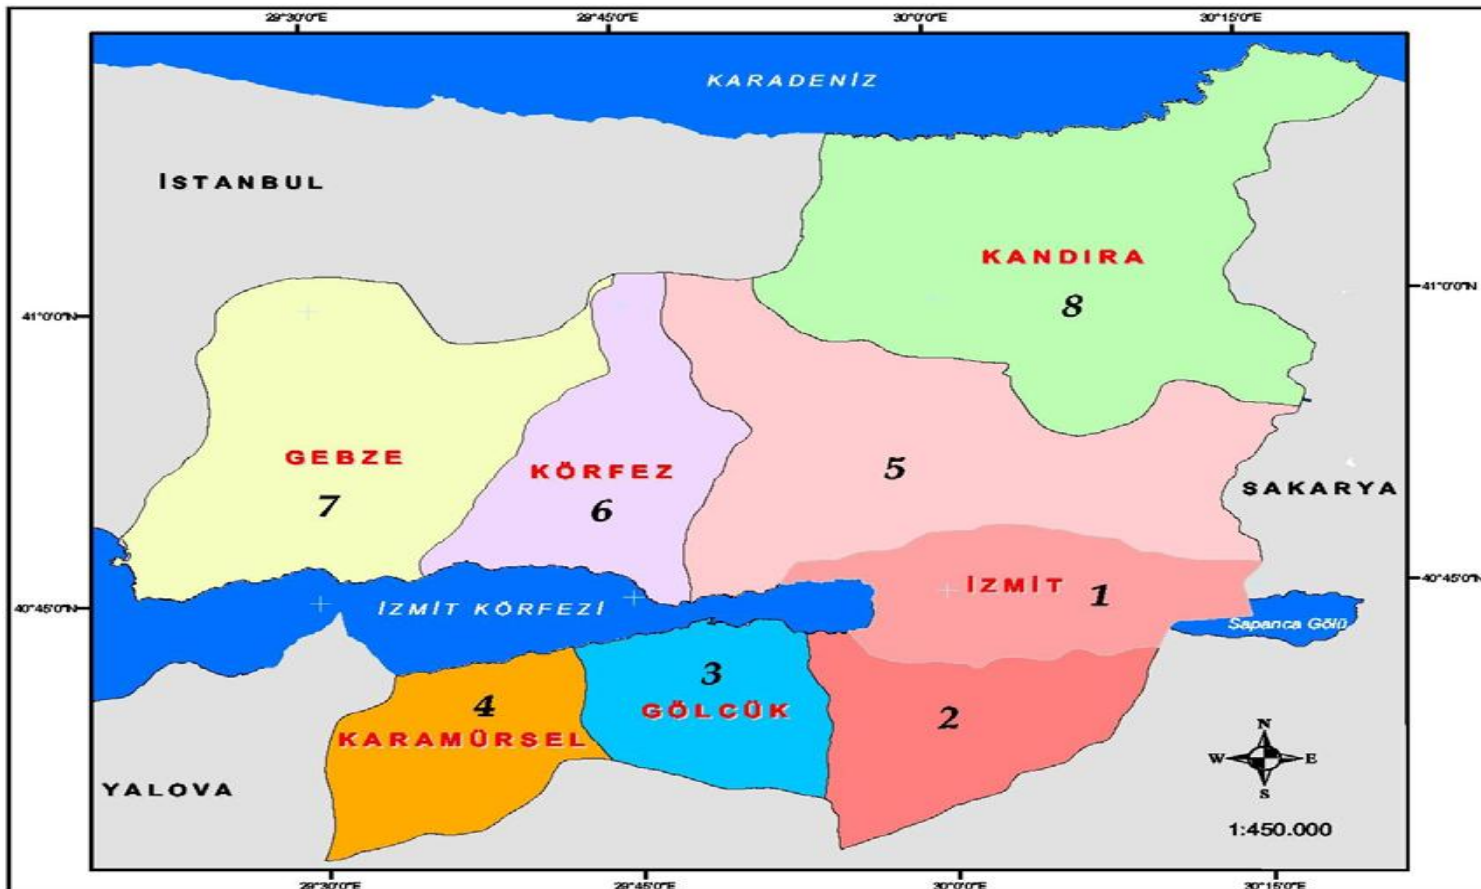 29°30'0"E 29°45'0"E 30°0'0"E 30°15'0"E
KARADENİZ
İSTANBUL
KANDIRA
8
41°0'0"N
41°0'0"N
GEBZE
7
KÖRFEZ
6
5
SAKARYA
İZMİT 1
40°45'0"N
40°45'0"N
İZMİT KÖRFEZİ
Sapanca Gölü
3
GÖLCÜK
4
KARAMÜRSEL
2
YALOVA
N
W E
S
1:450.000
29°30'0"E 29°45'0"E 30°0'0"E 30°15'0"E